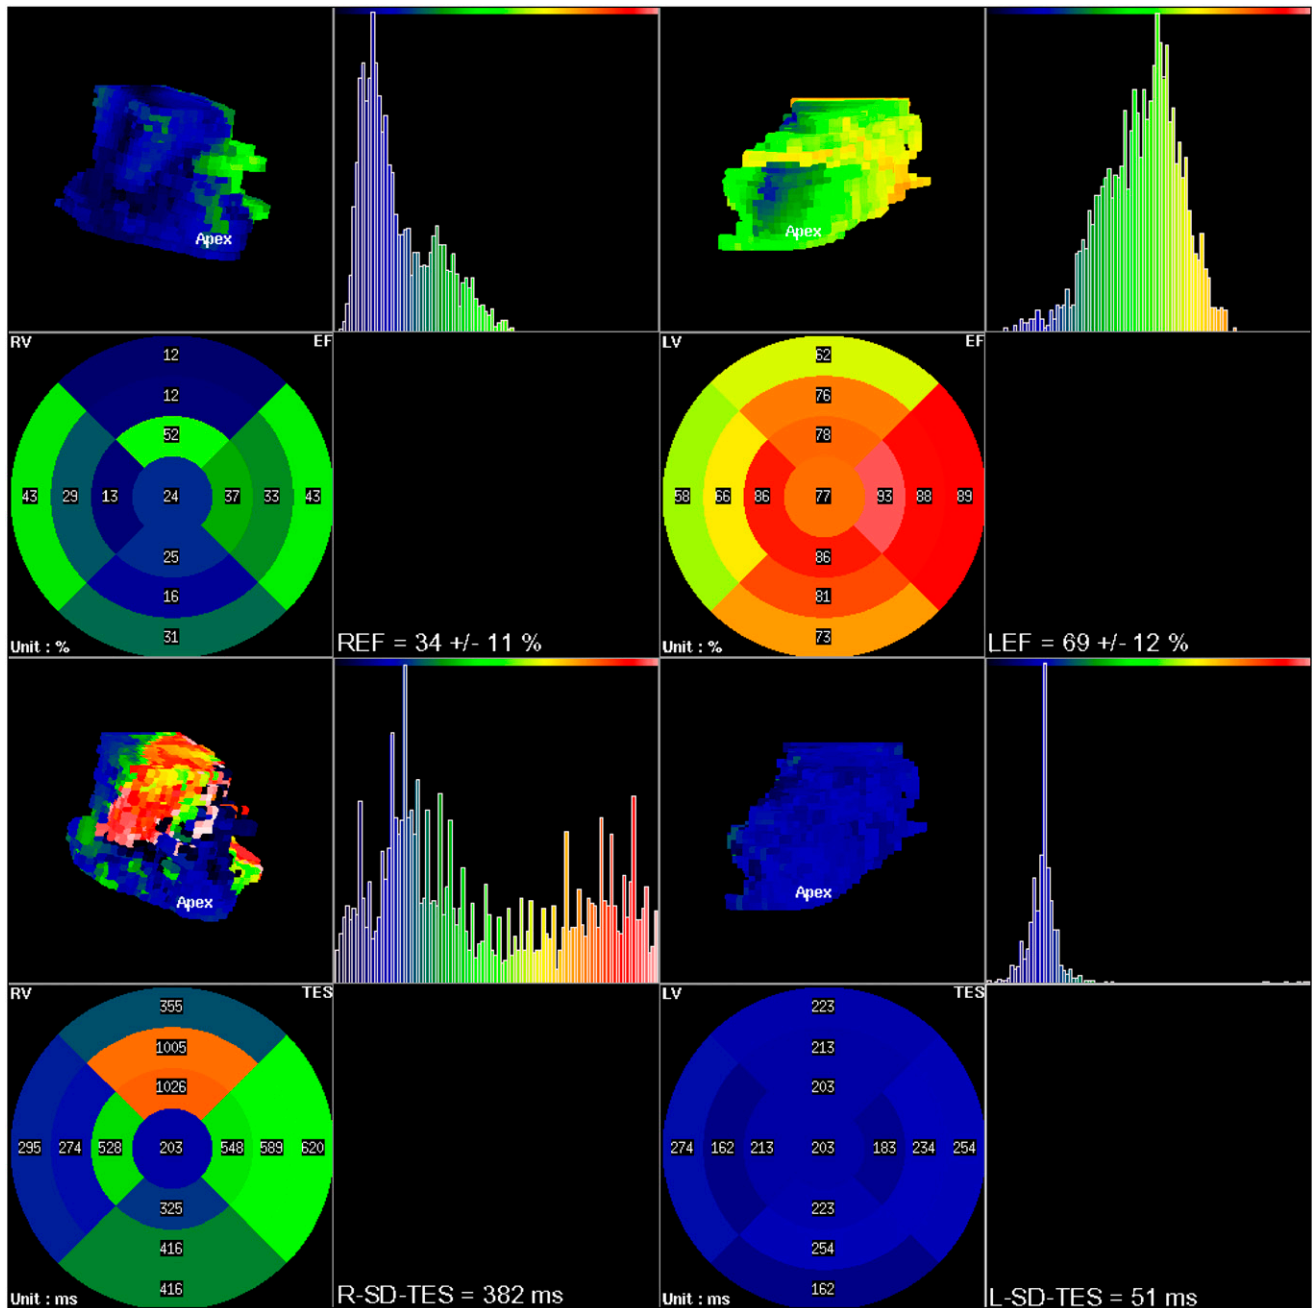 Apex
Apex
RV EF
12
12
52
43 29 13 24 37 33 43
25
16
31
Unit : %
REF = 34 +/- 11 %
LV EF
62
76
78
58 66 86 77 93 88 89
86
81
73
Unit : %
LEF = 69 +/- 12 %
Apex
Apex
RV TES
355
1005
1026
295 274 528 203 548 589 620
325
416
416
Unit : ms
R-SD-TES = 382 ms
LV TES
223
213
203
274 162 213 203 183 234 254
223
254
162
Unit : ms
L-SD-TES = 51 ms